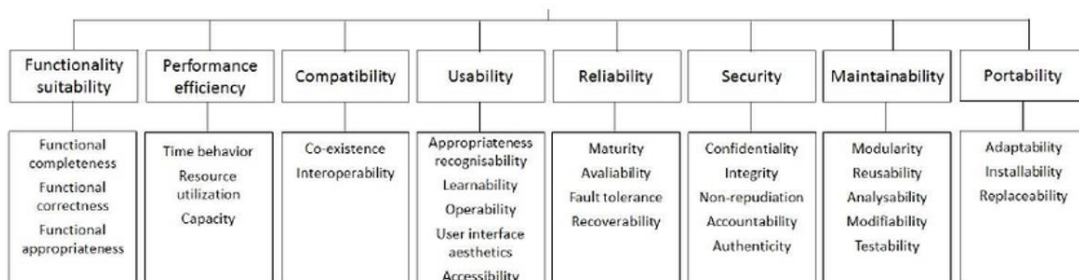 Functionality
suitability
Performance
efficiency
Compatibility
Usability
Reliability
Security
Maintainability
Portability
Functional
completeness
Functional
correctness
Functional
appropriateness
Time behavior
Resource
utilization
Capacity
Co-existence
Interoperability
Appropriateness
recognisability
Learnability
Operability
User interface
aesthetics
Accessibility
Maturity
Avaliability
Fault tolerance
Recoverability
Confidentiality
Integrity
Non-repudiation
Accountability
Authenticity
Modularity
Reusability
Analysability
Modifiability
Testability
Adaptability
Installability
Replaceability